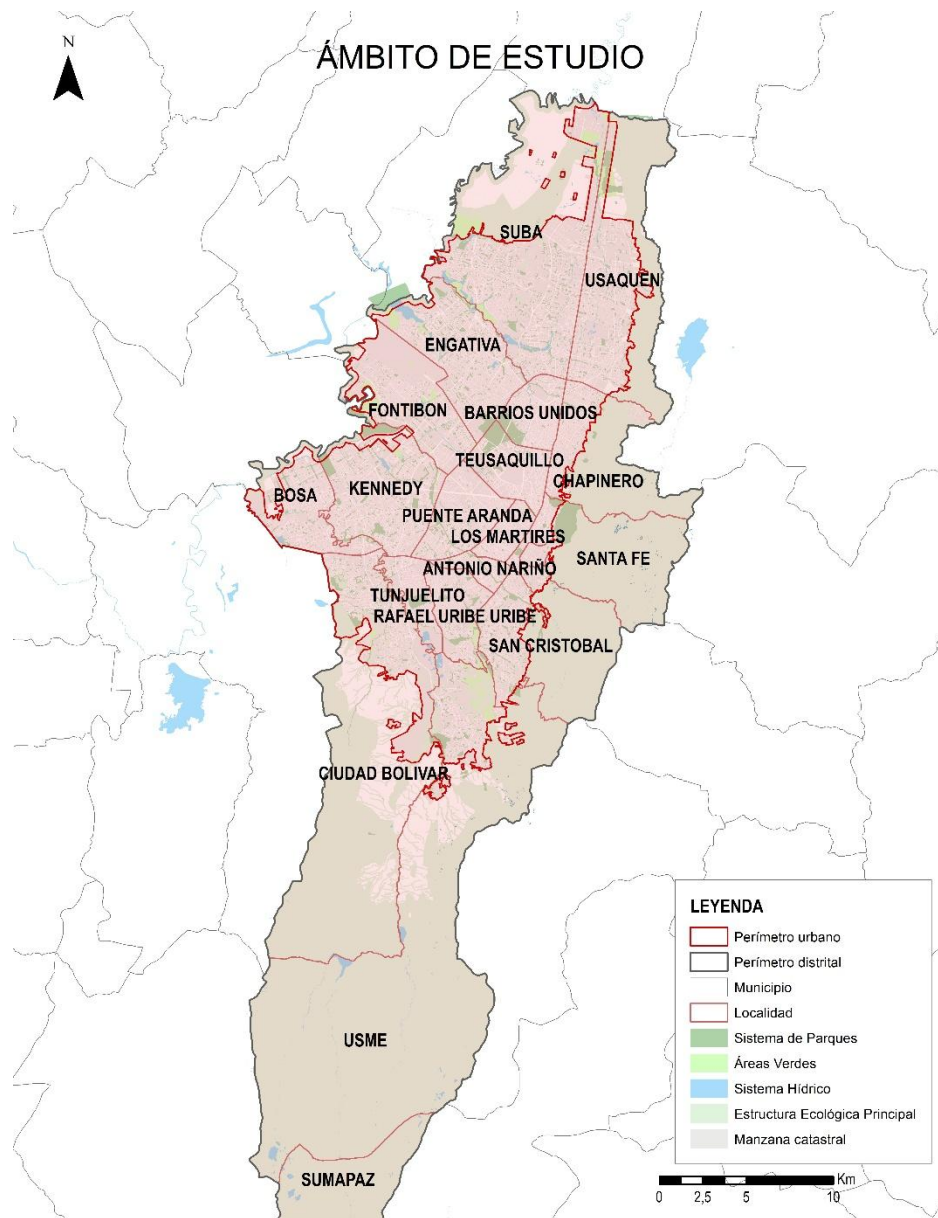 N
ÁMBITO DE ESTUDIO
SUBA
USAQUEN
ENGATIVA
FONTIBON
BARRIOS UNIDOS
TEUSAQUILLO
CHAPINERO
BOSA
KENNEDY
PUENTE ARANDA
LOS MARTIRES
SANTA FE
ANTONIO NARIÑO
TUNJUELITO
RAFAEL URIBE URIBE
SAN CRISTOBAL
CIUDAD BOLIVAR
USME
SUMAPAZ
LEYENDA
Perímetro urbano
Perímetro distrital
Municipio
Localidad
Sistema de Parques
Áreas Verdes
Sistema Hídrico
Estructura Ecológica Principal
Manzana catastral
Km
0 2,5 5 10